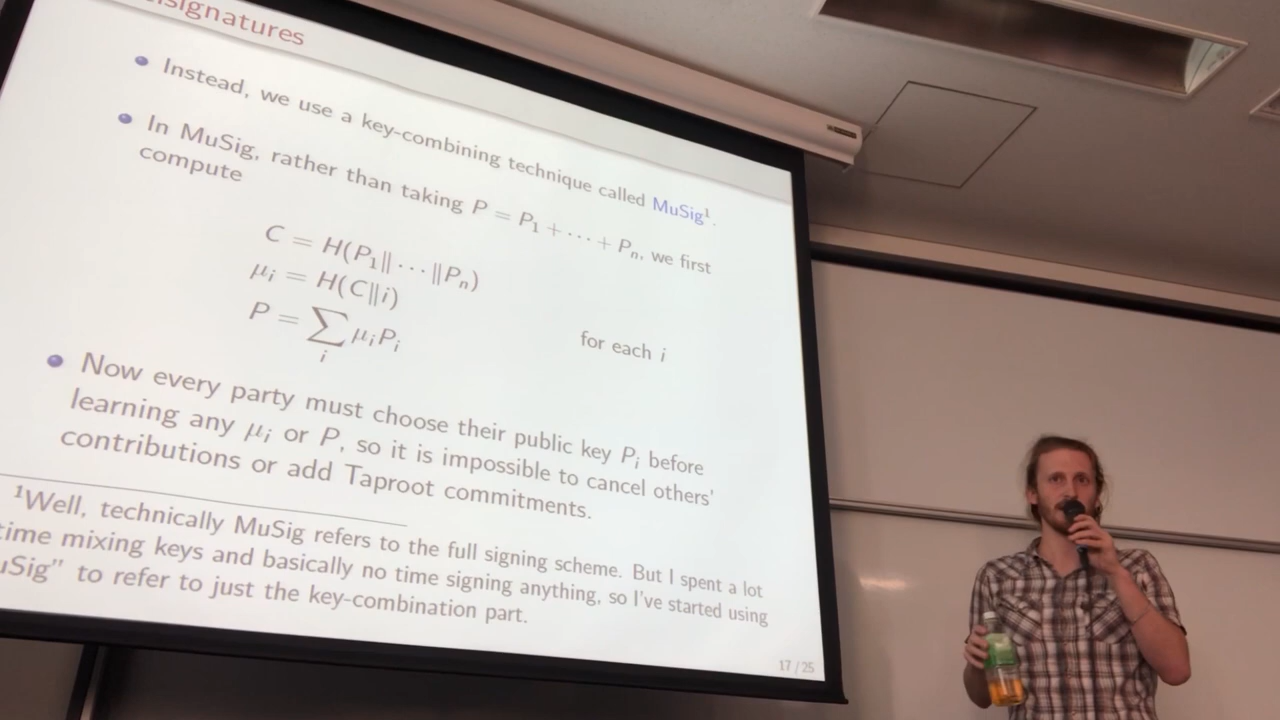 signatures
Instead, we use a key-combining technique called MuSig¹.
In MuSig, rather than taking P = P₁ + ⋯ + Pₙ, we first
compute
C = H(P₁‖⋯‖Pₙ)
μᵢ = H(C‖i) for each i
P = ∑ᵢ μᵢPᵢ
Now every party must choose their public key Pᵢ before
learning any μᵢ or P, so it is impossible to cancel others'
contributions or add Taproot commitments.
¹Well, technically MuSig refers to the full signing scheme. But I spent a lot
time mixing keys and basically no time signing anything, so I've started using
uSig” to refer to just the key-combination part.
17 / 25